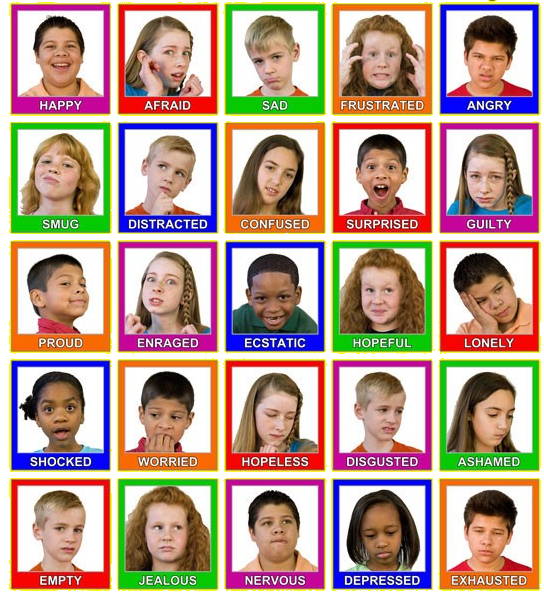 HAPPY
AFRAID
SAD
FRUSTRATED
ANGRY
SMUG
DISTRACTED
CONFUSED
SURPRISED
GUILTY
PROUD
ENRAGED
ECSTATIC
HOPEFUL
LONELY
SHOCKED
WORRIED
HOPELESS
DISGUSTED
ASHAMED
EMPTY
JEALOUS
NERVOUS
DEPRESSED
EXHAUSTED